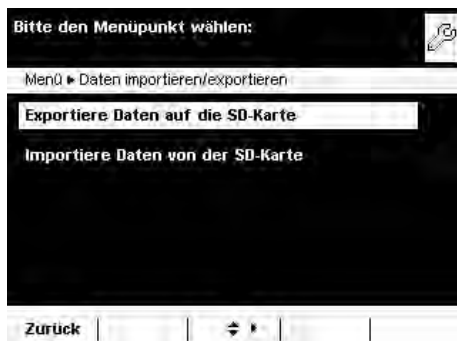 Bitte den Menüpunkt wählen:
Menü ▸ Daten importieren/exportieren
Exportiere Daten auf die SD-Karte
Importiere Daten von der SD-Karte
Zurück